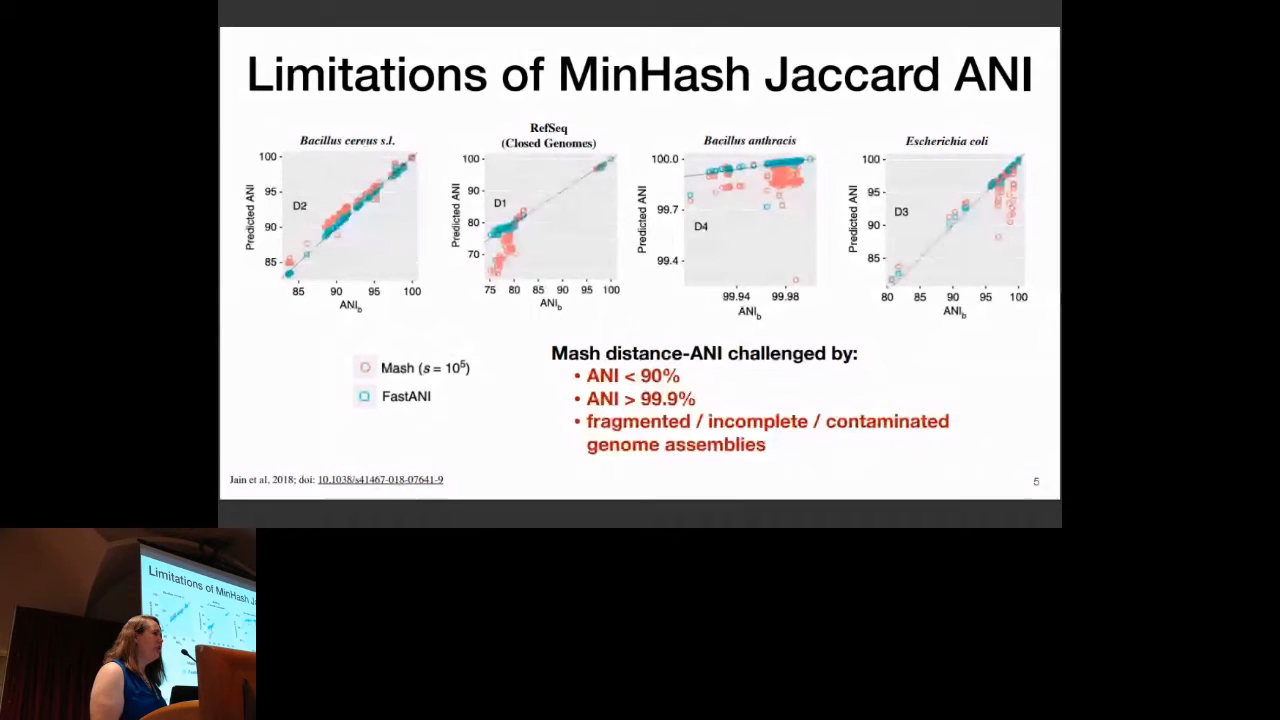 Limitations of MinHash Jaccard ANI
Bacillus cereus s.l.
100
95
90
85
Predicted ANI
D2
85 90 95 100
ANIb
RefSeq
(Closed Genomes)
100
90
80
70
Predicted ANI
D1
75 80 85 90 95 100
ANIb
Bacillus anthracis
100.0
99.7
99.4
Predicted ANI
D4
99.94 99.98
ANIb
Escherichia coli
100
95
90
85
Predicted ANI
D3
80 85 90 95 100
ANIb
Mash (s = 10⁵)
FastANI
Mash distance-ANI challenged by:
• ANI < 90%
• ANI > 99.9%
• fragmented / incomplete / contaminated
genome assemblies
Jain et al, 2018; doi: 10.1038/s41467-018-07641-9
5
Limitations of MinHash Ja